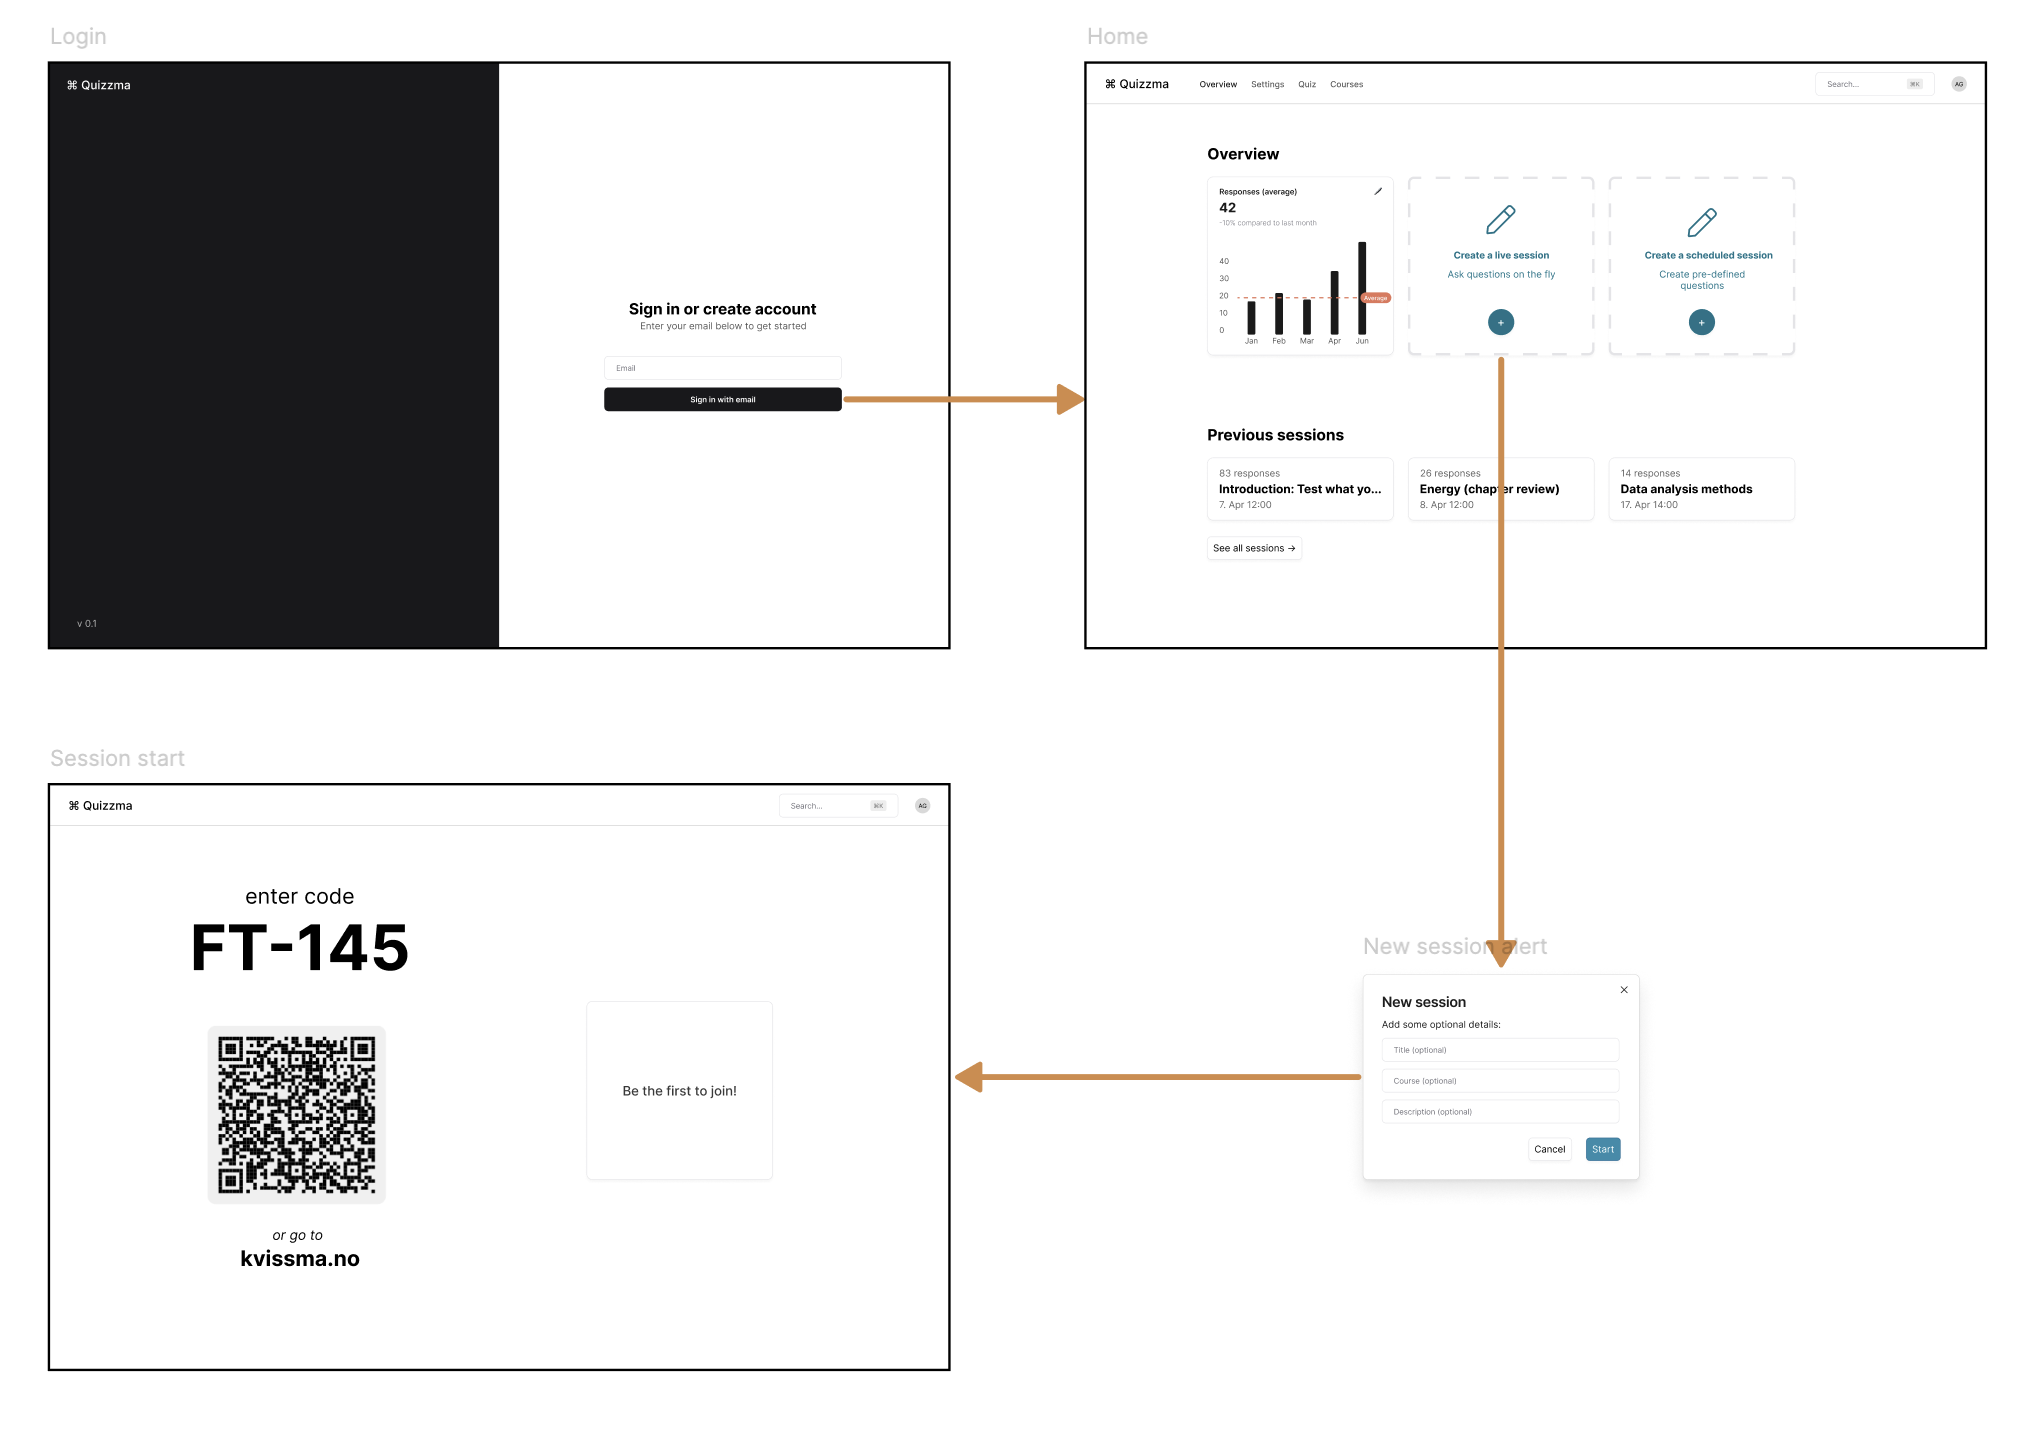 Login
⌘ Quizzma
Sign in or create account
Enter your email below to get started
Email
Sign in with email
v 0.1
Home
⌘ Quizzma
Overview
Settings
Quiz
Courses
Search...
⌘K
AG
Overview
Responses (average)
42
-10% compared to last month
40
30
20
10
0
Average
Jan
Feb
Mar
Apr
Jun
Create a live session
Ask questions on the fly
+
Create a scheduled session
Create pre-defined
questions
+
Previous sessions
83 responses
Introduction: Test what yo...
7. Apr 12:00
26 responses
Energy (chapter review)
8. Apr 12:00
14 responses
Data analysis methods
17. Apr 14:00
See all sessions →
Session start
⌘ Quizzma
Search...
⌘K
AG
enter code
FT-145
or go to
kvissma.no
Be the first to join!
New session alert
New session
Add some optional details:
Title (optional)
Course (optional)
Description (optional)
Cancel
Start